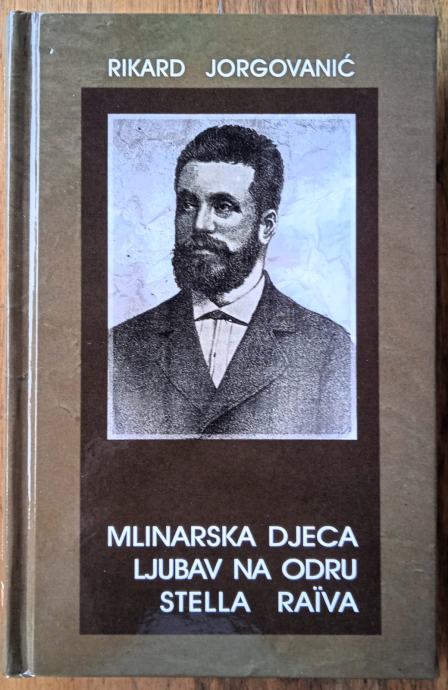 RIKARD JORGOVANIĆ
MLINARSKA DJECA
LJUBAV NA ODRU
STELLA RAÏVA